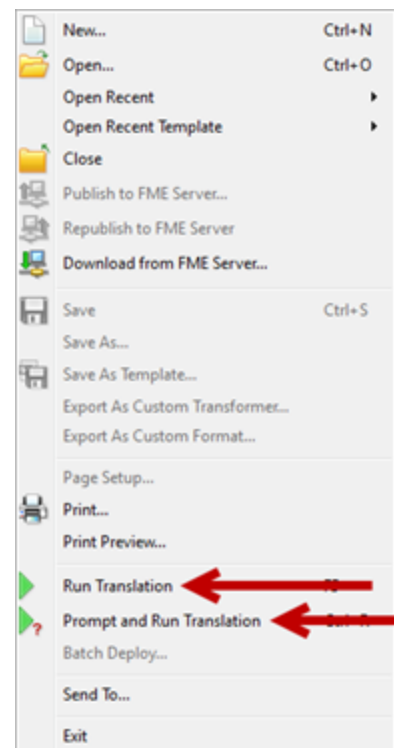 New... Ctrl+N
Open... Ctrl+O
Open Recent
Open Recent Template
Close
Publish to FME Server...
Republish to FME Server
Download from FME Server...
Save Ctrl+S
Save As...
Save As Template...
Export As Custom Transformer...
Export As Custom Format...
Page Setup...
Print...
Print Preview...
Run Translation
Prompt and Run Translation
Batch Deploy...
Send To...
Exit